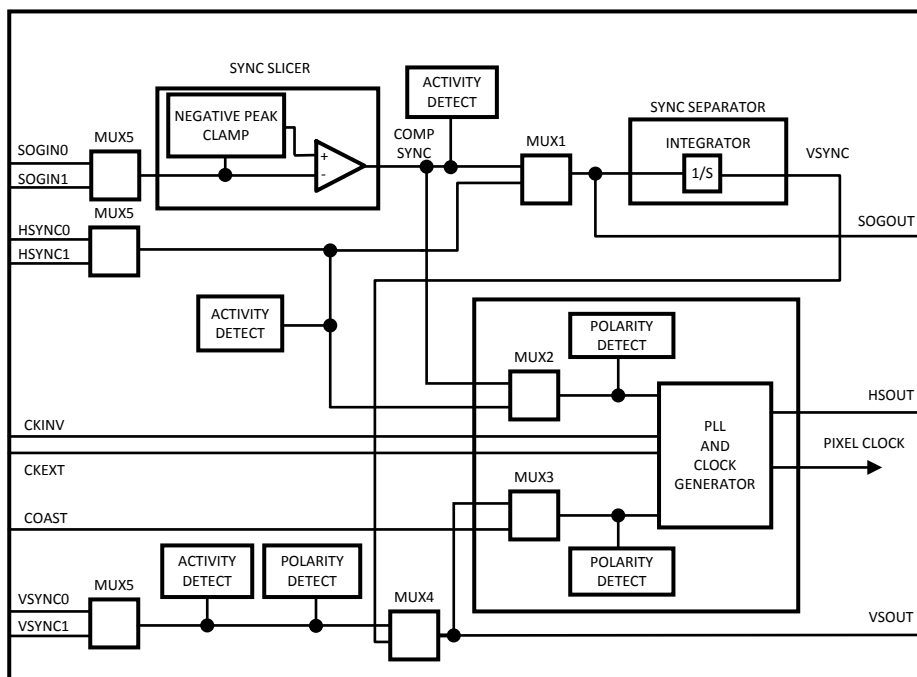 SYNC SLICER
ACTIVITY
DETECT
NEGATIVE PEAK
CLAMP
SYNC SEPARATOR
MUX5
COMP
SYNC
MUX1
INTEGRATOR
VSYNC
SOGIN0
+
1/S
SOGIN1
-
HSYNC0
MUX5
SOGOUT
HSYNC1
ACTIVITY
DETECT
POLARITY
DETECT
MUX2
HSOUT
CKINV
PLL
AND
CLOCK
GENERATOR
PIXEL CLOCK
CKEXT
MUX3
COAST
ACTIVITY
DETECT
POLARITY
DETECT
POLARITY
DETECT
MUX5
VSYNC0
MUX4
VSYNC1
VSOUT